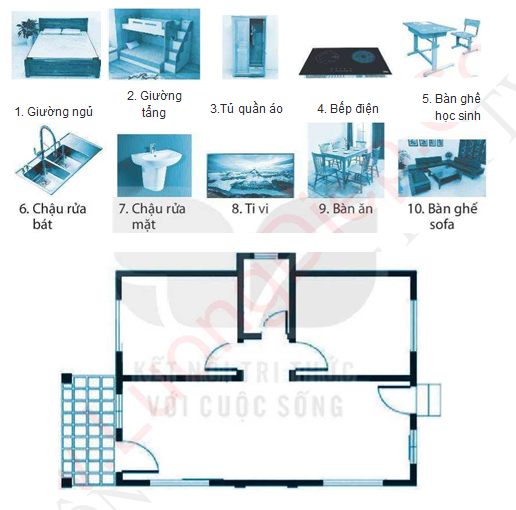 1. Giường ngủ
2. Giường
tầng
3.Tủ quần áo
4. Bếp điện
5. Bàn ghế
học sinh
6. Chậu rửa
bát
7. Chậu rửa
mặt
8. Ti vi
9. Bàn ăn
10. Bàn ghế
sofa
KẾT NỐI TRI THỨC
VỚI CUỘC SỐNG